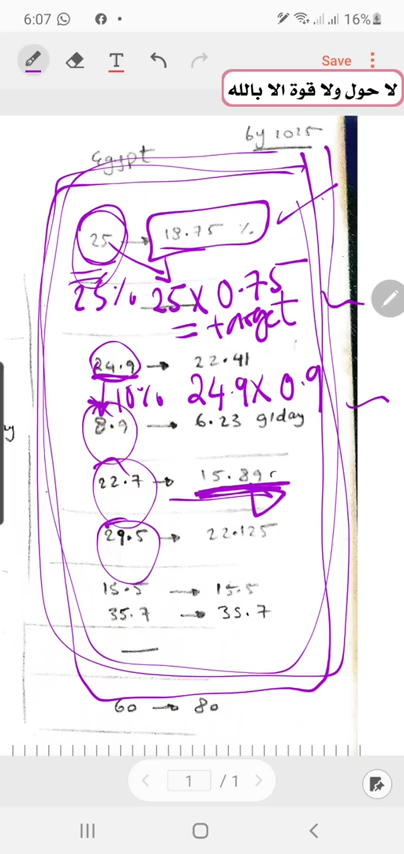 6:07
16%
T
Save
لا حول ولا قوة الا بالله
by 2025
Egypt
25 → 18.75 %
25% 25 x 0.75
= target
24.9 → 22.41
↓10% 24.9 x 0.9
8.9 → 6.23 g/day
y
22.7 → 15.89 r
29.5 → 22.125
15.5 → 15.5
35.7 → 35.7
60 → 80
1 / 1